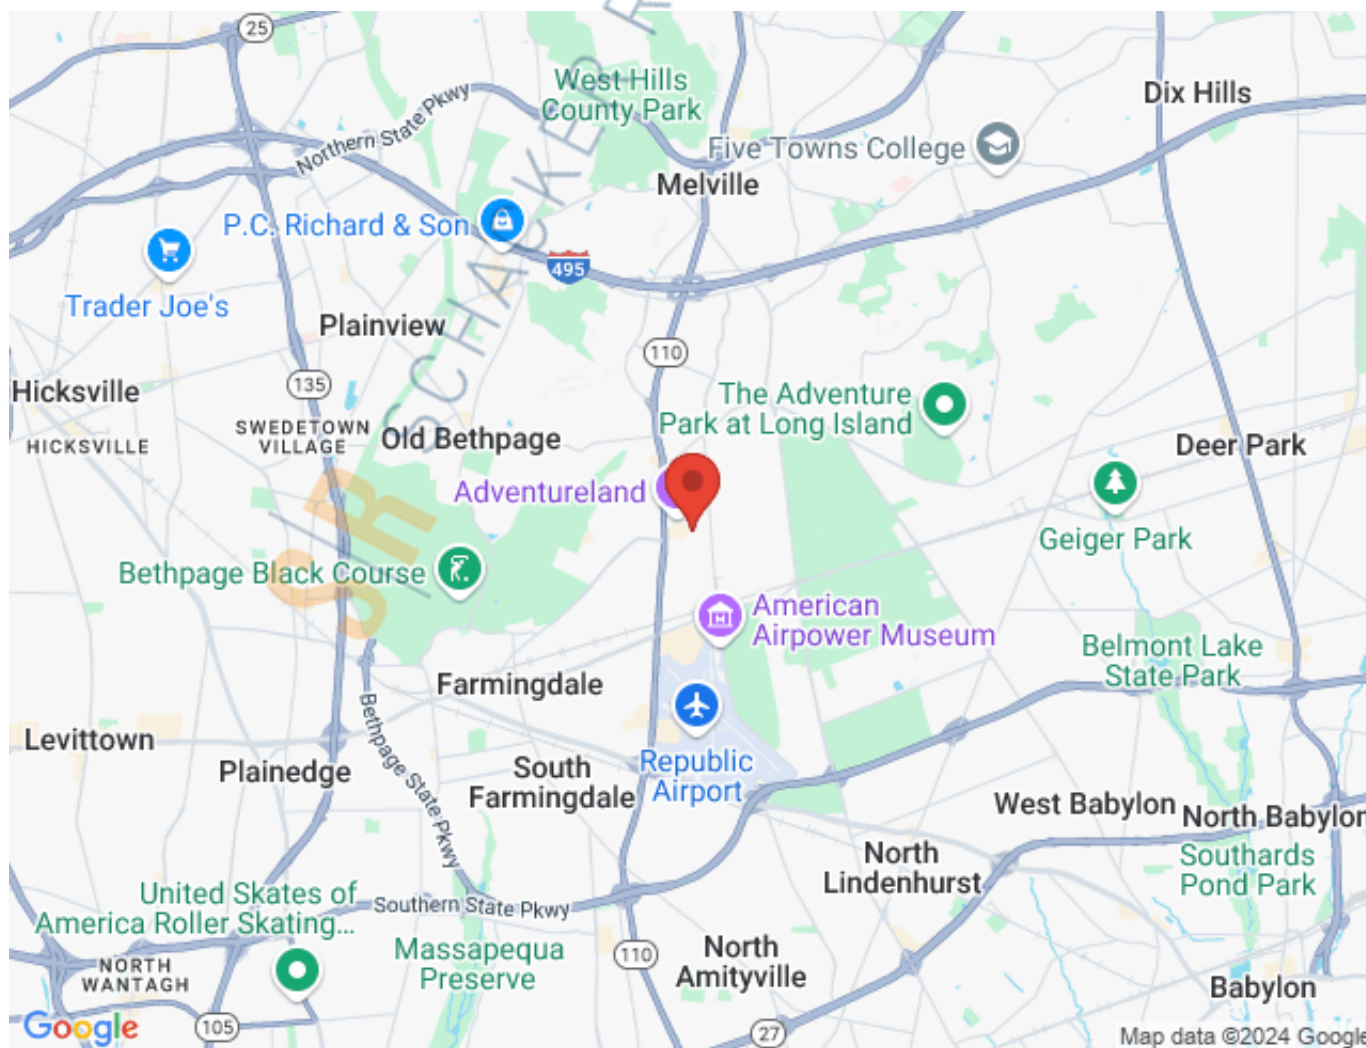 25
West Hills
County Park
Dix Hills
Northern State Pkwy
Five Towns College
Melville
P.C. Richard & Son
495
Trader Joe's
Plainview
110
Hicksville
135
The Adventure
Park at Long Island
HICKSVILLE
SWEDETOWN
VILLAGE
Old Bethpage
Deer Park
Adventureland
Geiger Park
Bethpage Black Course
American
Airpower Museum
Belmont Lake
State Park
Farmingdale
Bethpage State Pkwy
Levittown
Plainedge
South
Farmingdale
Republic
Airport
West Babylon
North Babylon
North
Lindenhurst
Southards
Pond Park
United Skates of
America Roller Skating...
Southern State Pkwy
Massapequa
Preserve
110
North
Amityville
NORTH
WANTAGH
Babylon
Google
105
27
Map data ©2024 Google
SIR SCHACKER R